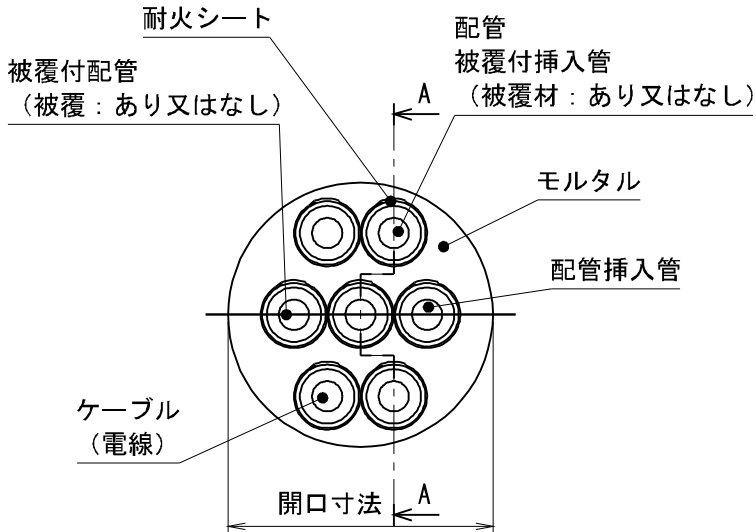 耐火シート
配管
被覆付挿入管
（被覆材：あり又はなし）
被覆付配管
（被覆：あり又はなし）
A
モルタル
配管挿入管
ケーブル
（電線）
開口寸法
A